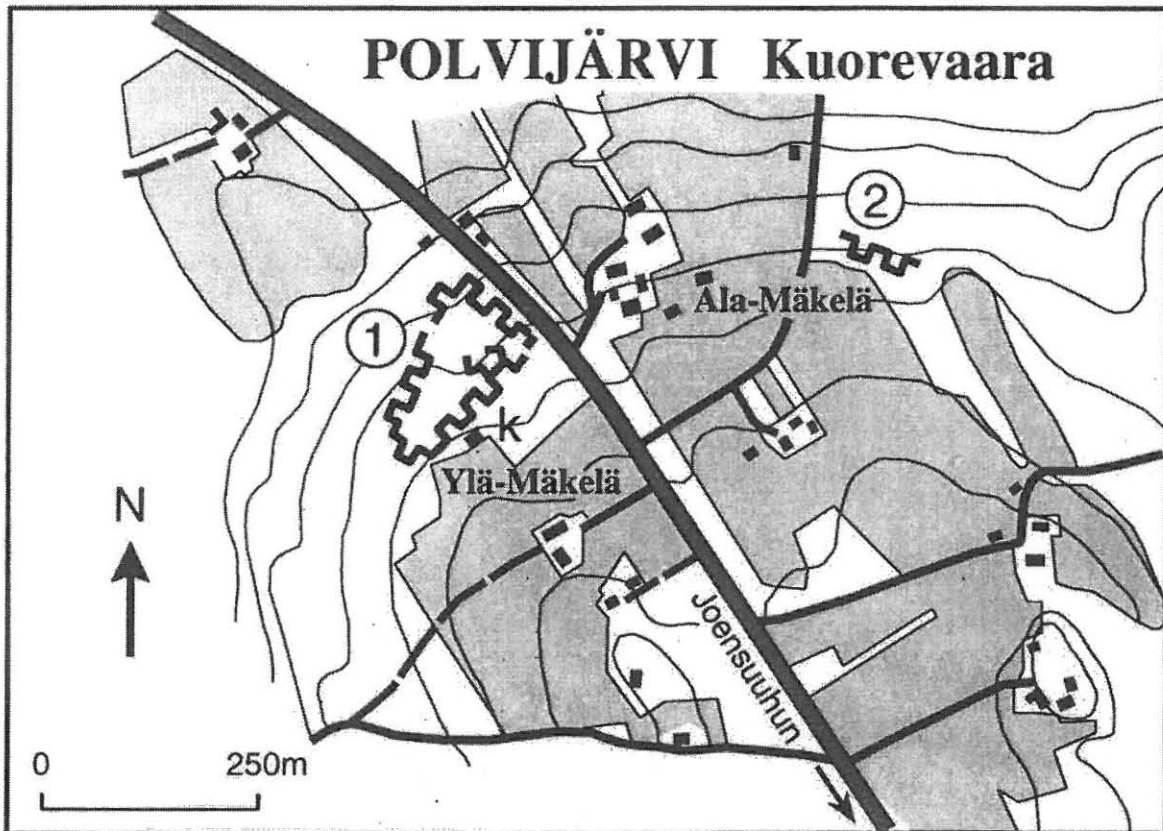 POLVIJÄRVI Kuorevaara
2
Ala-Mäkelä
1
k
Ylä-Mäkelä
N
Joensuuhun
0 250m